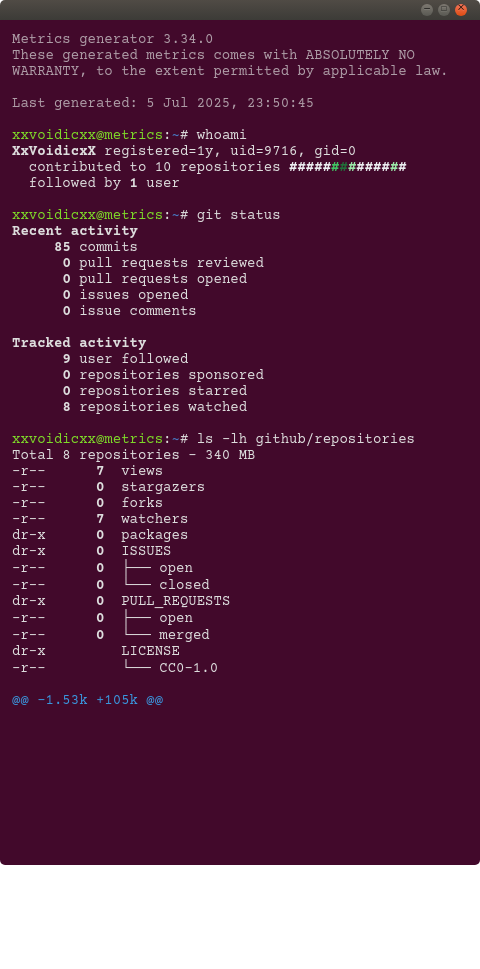 Metrics generator 3.34.0
These generated metrics comes with ABSOLUTELY NO
WARRANTY, to the extent permitted by applicable law.
Last generated: 5 Jul 2025, 23:50:45
xxvoidicxx@metrics:~# whoami
XxVoidicxX registered=1y, uid=9716, gid=0
contributed to 10 repositories ##############
followed by 1 user
xxvoidicxx@metrics:~# git status
Recent activity
85 commits
0 pull requests reviewed
0 pull requests opened
0 issues opened
0 issue comments
Tracked activity
9 user followed
0 repositories sponsored
0 repositories starred
8 repositories watched
xxvoidicxx@metrics:~# ls -lh github/repositories
Total 8 repositories - 340 MB
-r-- 7 views
-r-- 0 stargazers
-r-- 0 forks
-r-- 7 watchers
dr-x 0 packages
dr-x 0 ISSUES
-r-- 0 ├── open
-r-- 0 └── closed
dr-x 0 PULL_REQUESTS
-r-- 0 ├── open
-r-- 0 └── merged
dr-x LICENSE
-r-- └── CC0-1.0
@@ -1.53k +105k @@